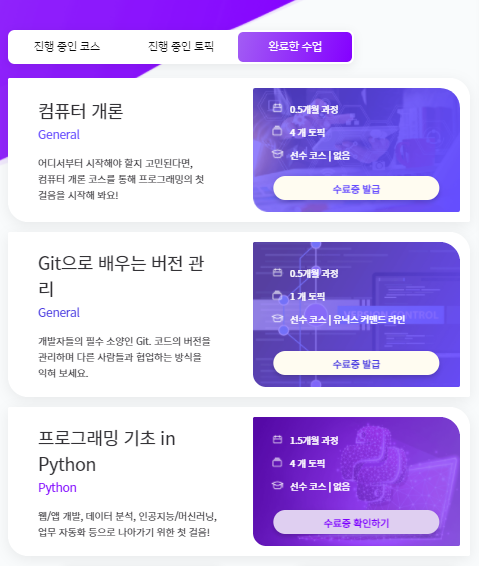 진행 중인 코스 진행 중인 토픽 완료한 수업
컴퓨터 개론
General
어디서부터 시작해야 할지 고민된다면,
컴퓨터 개론 코스를 통해 프로그래밍의 첫
걸음을 시작해 봐요!
0.5개월 과정
4 개 토픽
선수 코스 | 없음
수료증 발급
Git으로 배우는 버전 관
리
General
개발자들의 필수 소양인 Git. 코드의 버전을
관리하며 다른 사람들과 협업하는 방식을
익혀 보세요.
0.5개월 과정
1 개 토픽
선수 코스 | 유닉스 커맨드 라인
수료증 발급
프로그래밍 기초 in
Python
Python
웹/앱 개발, 데이터 분석, 인공지능/머신러닝,
업무 자동화 등으로 나아가기 위한 첫 걸음!
1.5개월 과정
4 개 토픽
선수 코스 | 없음
수료증 확인하기